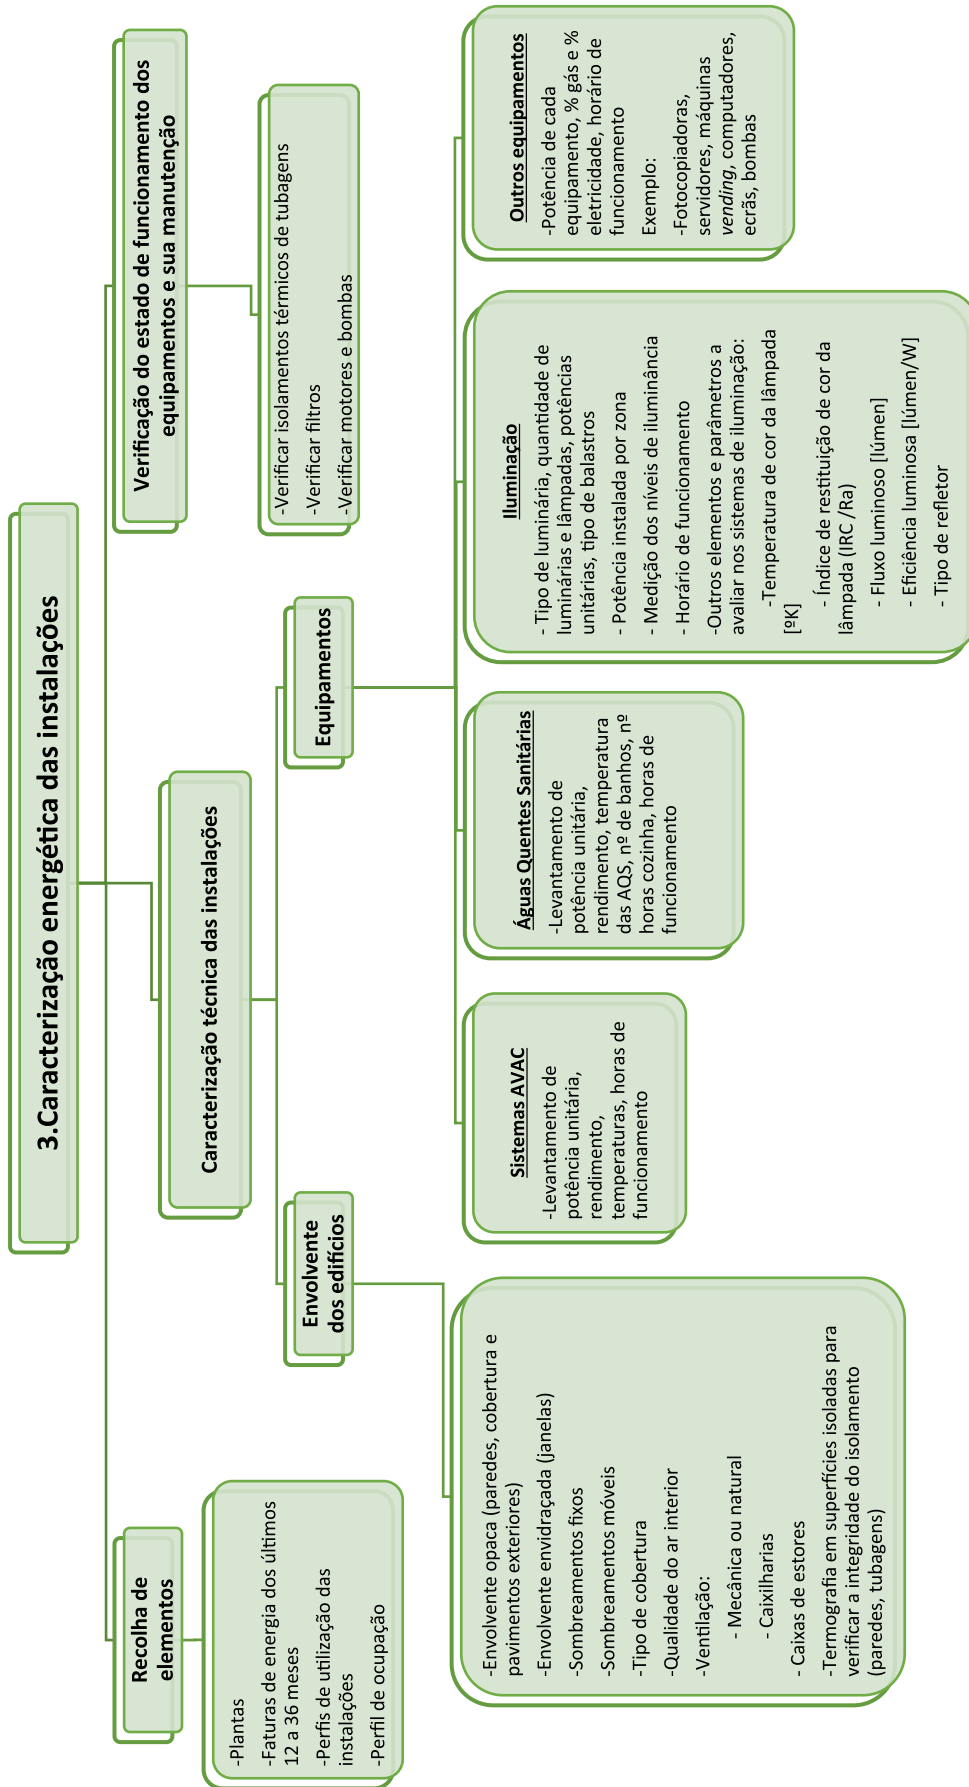 3.Caracterização energética das instalações
Recolha de
elementos
-Plantas
-Faturas de energia dos últimos
12 a 36 meses
-Perfis de utilização das
instalações
-Perfil de ocupação
Caracterização técnica das instalações
Envolvente
dos edifícios
-Envolvente opaca (paredes, cobertura e
pavimentos exteriores)
-Envolvente envidraçada (janelas)
-Sombreamentos fixos
-Sombreamentos móveis
-Tipo de cobertura
-Qualidade do ar interior
-Ventilação:
- Mecânica ou natural
- Caixilharias
- Caixas de estores
-Termografia em superfícies isoladas para
verificar a integridade do isolamento
(paredes, tubagens)
Equipamentos
Sistemas AVAC
-Levantamento de
potência unitária,
rendimento,
temperaturas, horas de
funcionamento
Águas Quentes Sanitárias
-Levantamento de
potência unitária,
rendimento, temperatura
das AQS, nº de banhos, nº
horas cozinha, horas de
funcionamento
Iluminação
- Tipo de luminária, quantidade de
luminárias e lâmpadas, potências
unitárias, tipo de balastros
- Potência instalada por zona
- Medição dos níveis de iluminância
- Horário de funcionamento
-Outros elementos e parâmetros a
avaliar nos sistemas de iluminação:
-Temperatura de cor da lâmpada
[ºK]
- Índice de restituição de cor da
lâmpada (IRC /Ra)
- Fluxo luminoso [lúmen]
- Eficiência luminosa [lúmen/W]
- Tipo de refletor
Outros equipamentos
-Potência de cada
equipamento, % gás e %
eletricidade, horário de
funcionamento
Exemplo:
-Fotocopiadoras,
servidores, máquinas
vending, computadores,
ecrãs, bombas
Verificação do estado de funcionamento dos
equipamentos e sua manutenção
-Verificar isolamentos térmicos de tubagens
-Verificar filtros
-Verificar motores e bombas